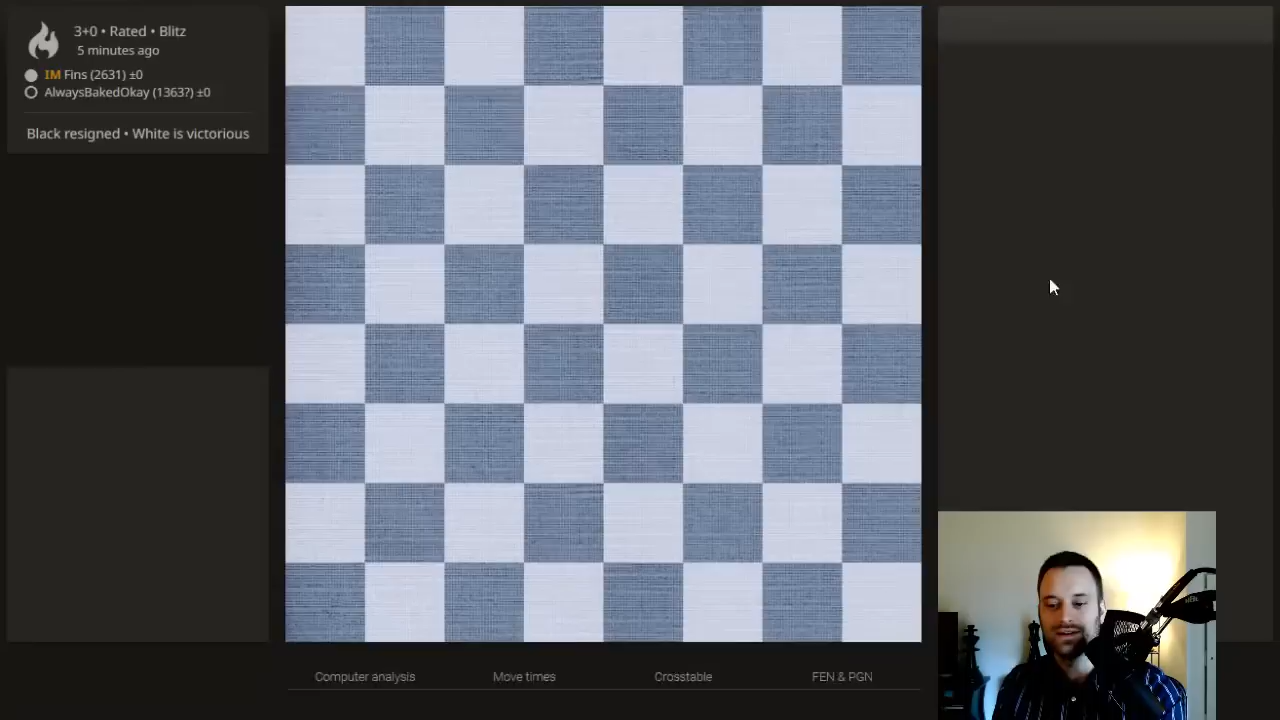 3+0 • Rated • Blitz
5 minutes ago
IM Fins (2631) ±0
AlwaysBakedOkay (1363?) ±0
Black resigned • White is victorious
Computer analysis
Move times
Crosstable
FEN & PGN